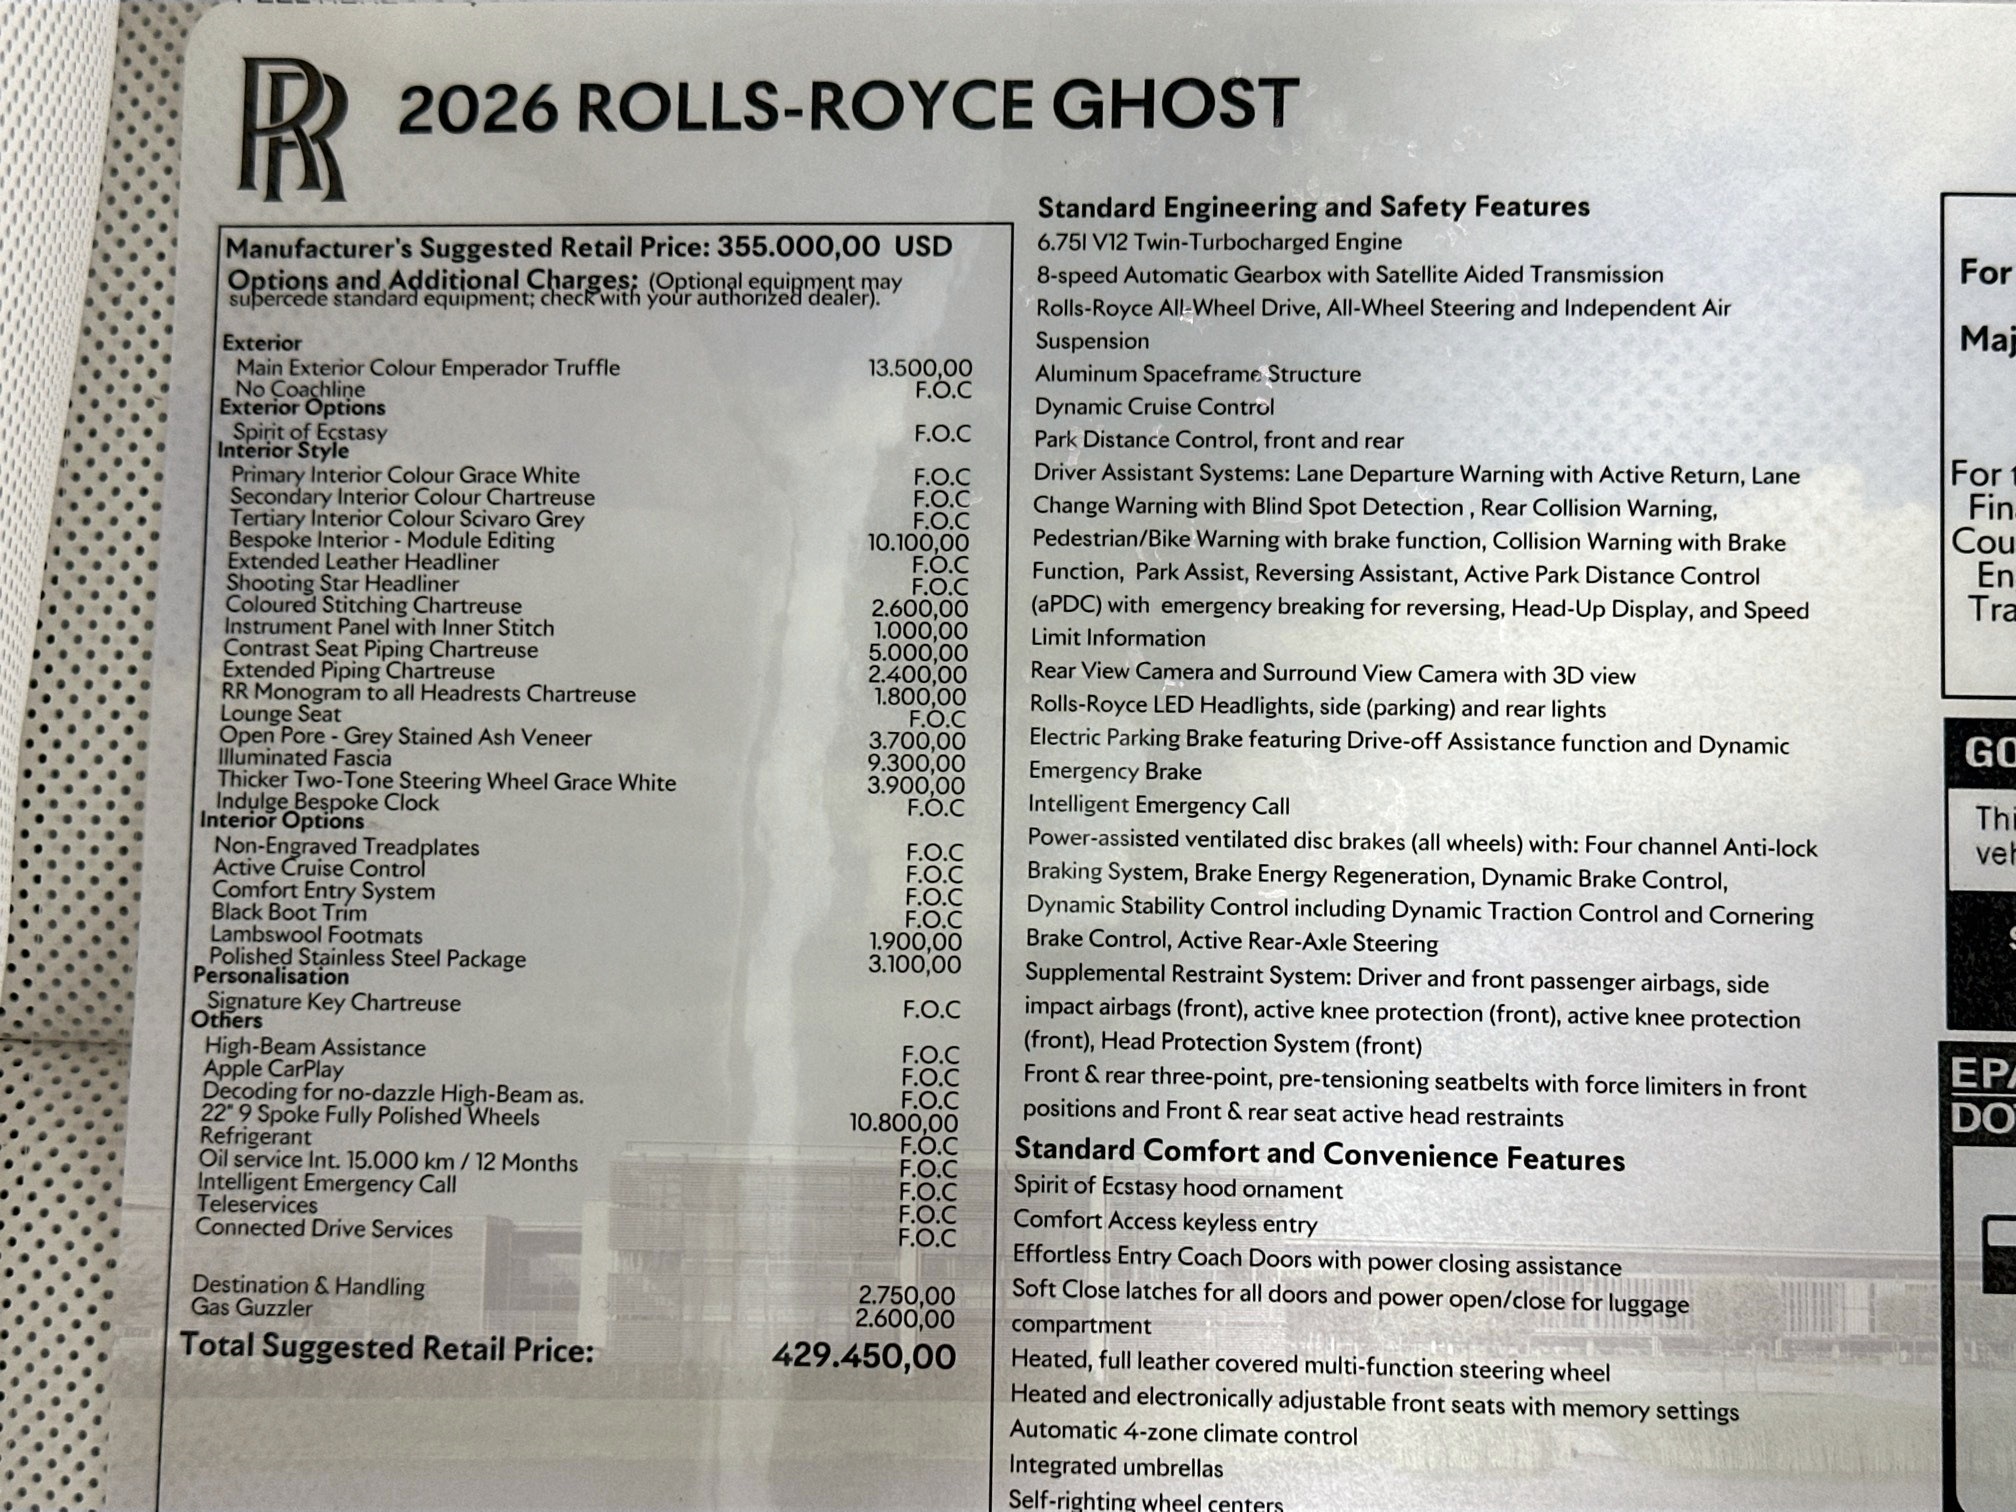 RR
2026 ROLLS-ROYCE GHOST
Manufacturer's Suggested Retail Price: 355.000,00 USD
Options and Additional Charges: (Optional equipment may
supercede standard equipment; check with your authorized dealer).
Exterior
Main Exterior Colour Emperador Truffle 13.500,00
No Coachline F.O.C
Exterior Options
Spirit of Ecstasy F.O.C
Interior Style
Primary Interior Colour Grace White F.O.C
Secondary Interior Colour Chartreuse F.O.C
Tertiary Interior Colour Scivaro Grey F.O.C
Bespoke Interior - Module Editing 10.100,00
Extended Leather Headliner F.O.C
Shooting Star Headliner F.O.C
Coloured Stitching Chartreuse 2.600,00
Instrument Panel with Inner Stitch 1.000,00
Contrast Seat Piping Chartreuse 5.000,00
Extended Piping Chartreuse 2.400,00
RR Monogram to all Headrests Chartreuse 1.800,00
Lounge Seat F.O.C
Open Pore - Grey Stained Ash Veneer 3.700,00
Illuminated Fascia 9.300,00
Thicker Two-Tone Steering Wheel Grace White 3.900,00
Indulge Bespoke Clock F.O.C
Interior Options
Non-Engraved Treadplates F.O.C
Active Cruise Control F.O.C
Comfort Entry System F.O.C
Black Boot Trim F.O.C
Lambswool Footmats 1.900,00
Polished Stainless Steel Package 3.100,00
Personalisation
Signature Key Chartreuse F.O.C
Others
High-Beam Assistance F.O.C
Apple CarPlay F.O.C
Decoding for no-dazzle High-Beam as. F.O.C
22" 9 Spoke Fully Polished Wheels 10.800,00
Refrigerant F.O.C
Oil service Int. 15.000 km / 12 Months F.O.C
Intelligent Emergency Call F.O.C
Teleservices F.O.C
Connected Drive Services F.O.C
Destination & Handling 2.750,00
Gas Guzzler 2.600,00
Total Suggested Retail Price: 429.450,00
Standard Engineering and Safety Features
6.75l V12 Twin-Turbocharged Engine
8-speed Automatic Gearbox with Satellite Aided Transmission
Rolls-Royce All-Wheel Drive, All-Wheel Steering and Independent Air
Suspension
Aluminum Spaceframe Structure
Dynamic Cruise Control
Park Distance Control, front and rear
Driver Assistant Systems: Lane Departure Warning with Active Return, Lane
Change Warning with Blind Spot Detection , Rear Collision Warning,
Pedestrian/Bike Warning with brake function, Collision Warning with Brake
Function, Park Assist, Reversing Assistant, Active Park Distance Control
(aPDC) with emergency breaking for reversing, Head-Up Display, and Speed
Limit Information
Rear View Camera and Surround View Camera with 3D view
Rolls-Royce LED Headlights, side (parking) and rear lights
Electric Parking Brake featuring Drive-off Assistance function and Dynamic
Emergency Brake
Intelligent Emergency Call
Power-assisted ventilated disc brakes (all wheels) with: Four channel Anti-lock
Braking System, Brake Energy Regeneration, Dynamic Brake Control,
Dynamic Stability Control including Dynamic Traction Control and Cornering
Brake Control, Active Rear-Axle Steering
Supplemental Restraint System: Driver and front passenger airbags, side
impact airbags (front), active knee protection (front), active knee protection
(front), Head Protection System (front)
Front & rear three-point, pre-tensioning seatbelts with force limiters in front
positions and Front & rear seat active head restraints
Standard Comfort and Convenience Features
Spirit of Ecstasy hood ornament
Comfort Access keyless entry
Effortless Entry Coach Doors with power closing assistance
Soft Close latches for all doors and power open/close for luggage
compartment
Heated, full leather covered multi-function steering wheel
Heated and electronically adjustable front seats with memory settings
Automatic 4-zone climate control
Integrated umbrellas
Self-righting wheel centers
For
Maj
For
Fin
Cou
En
Tra
GO
Thi
veh
EPA
DO